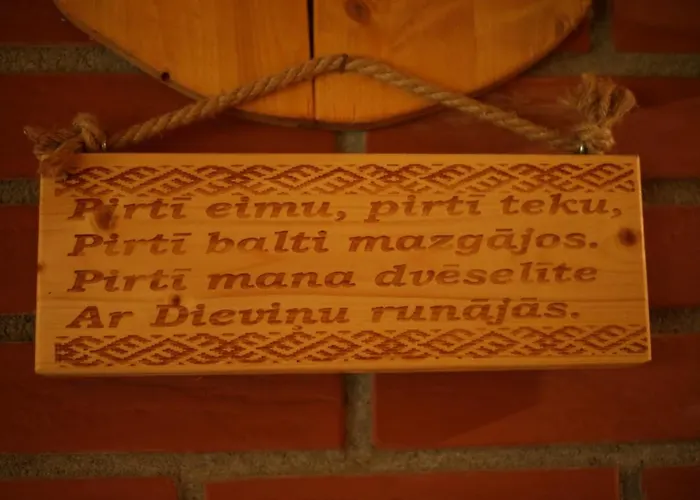 Pirtī eimu, pirtī teku,
Pirtī balti mazgājos.
Pirtī mana dvēselīte
Ar Dieviņu runājās.